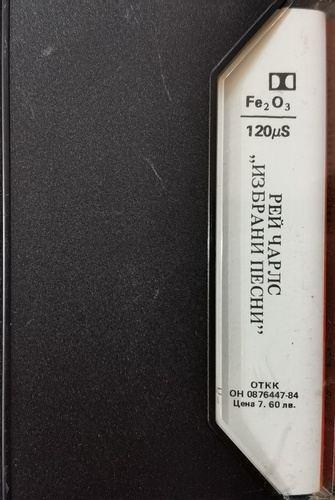 Fe₂O₃
120µS
РЕЙ ЧАРЛС
„ИЗБРАНИ ПЕСНИ”
ОТКК
ОН 0876447-84
Цена 7. 60 лв.